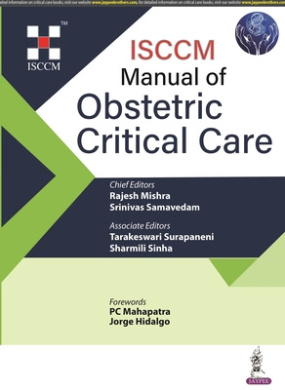 ISCCM
ISCCM
Manual of
Obstetric
Critical Care
Chief Editors
Rajesh Mishra
Srinivas Samavedam
Associate Editors
Tarakeswari Surapaneni
Sharmili Sinha
Forewords
PC Mahapatra
Jorge Hidalgo
JAYPEE